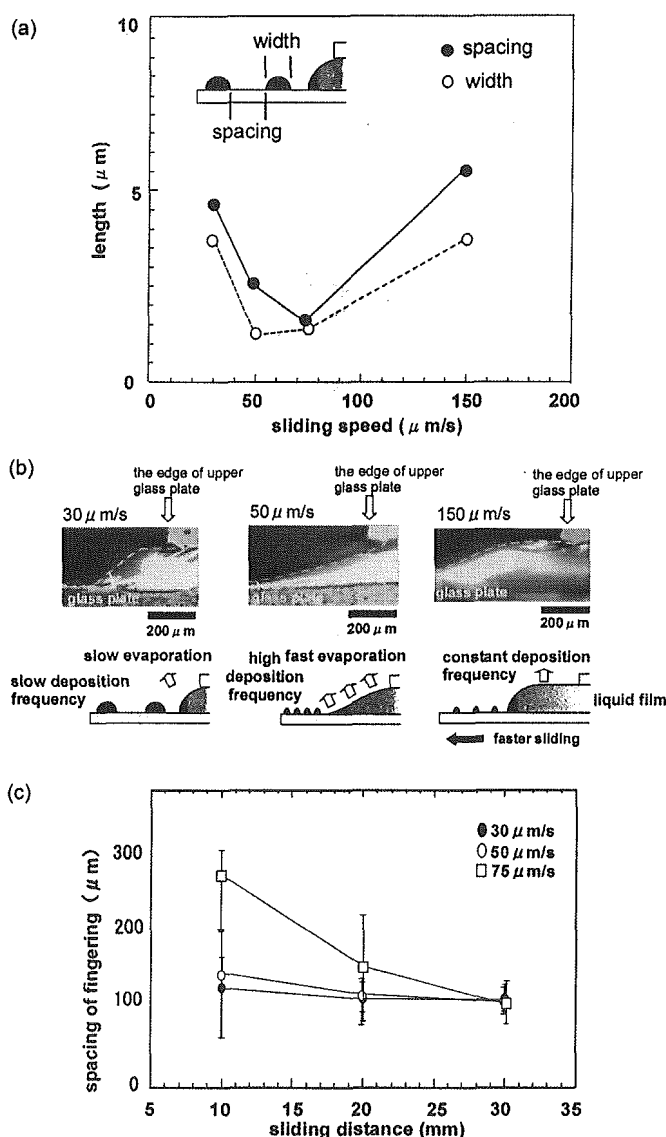 (a)
10
5
0
length (μm)
width
spacing
● spacing
○ width
0 50 100 150 200
sliding speed (μm/s)
(b)
the edge of upper
glass plate
30 μm/s
glass plate
200 μm
the edge of upper
glass plate
50 μm/s
glass plate
200 μm
the edge of upper
glass plate
150 μm/s
glass plate
200 μm
slow evaporation
slow deposition
frequency
high fast evaporation
deposition
frequency
constant deposition
frequency
liquid film
faster sliding
(c)
300
200
100
0
spacing of fingering (μm)
30 μm/s
50 μm/s
75 μm/s
5 10 15 20 25 30 35
sliding distance (mm)